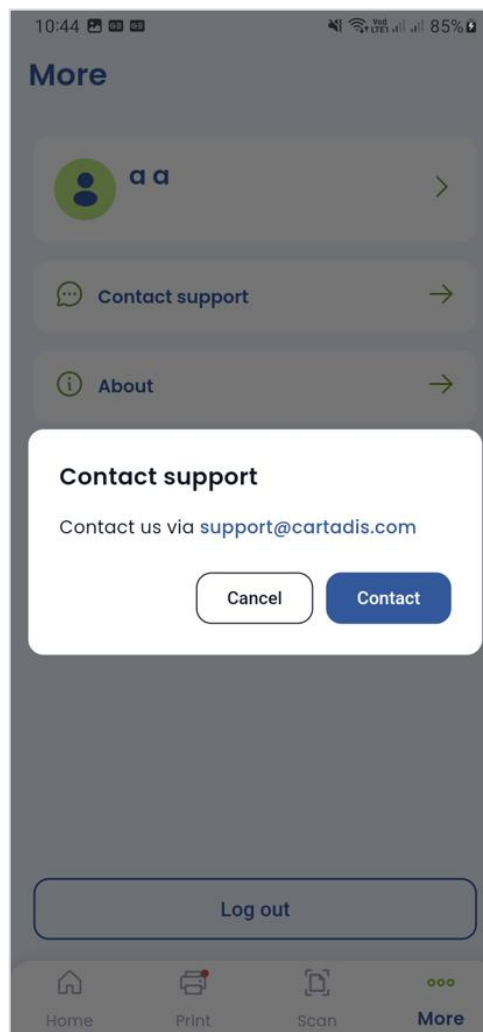 10:44 85%
More
a a
Contact support
About
Contact support
Contact us via support@cartadis.com
Cancel Contact
Log out
Home Print Scan More